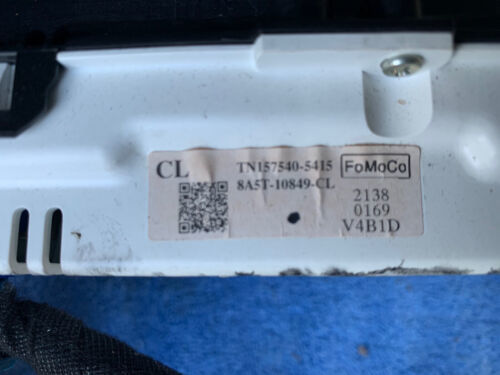 CL TN157540-5415 FoMoCo
8A5T-10849-CL
2138
0169
V4B1D